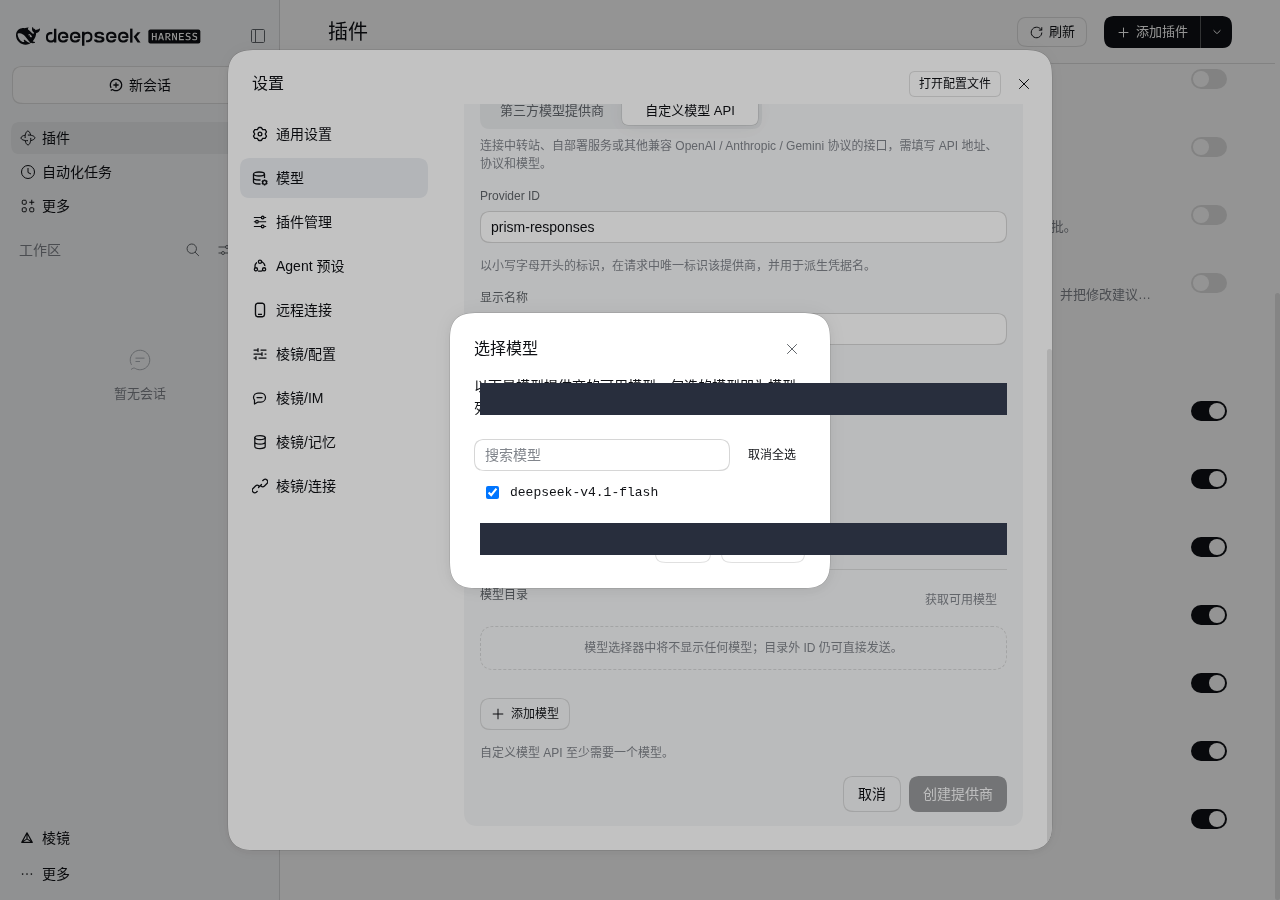 deepseek HARNESS
新会话
插件
自动化任务
更多
工作区
暂无会话
棱镜
更多
插件
刷新
添加插件
批。
并把修改建议…
设置
打开配置文件
通用设置
模型
插件管理
Agent 预设
远程连接
棱镜/配置
棱镜/IM
棱镜/记忆
棱镜/连接
第三方模型提供商
自定义模型 API
连接中转站、自部署服务或其他兼容 OpenAI / Anthropic / Gemini 协议的接口，需填写 API 地址、
协议和模型。
Provider ID
prism-responses
以小写字母开头的标识，在请求中唯一标识该提供商，并用于派生凭据名。
显示名称
选择模型
搜索模型
取消全选
deepseek-v4.1-flash
模型目录
获取可用模型
模型选择器中将不显示任何模型；目录外 ID 仍可直接发送。
添加模型
自定义模型 API 至少需要一个模型。
取消
创建提供商